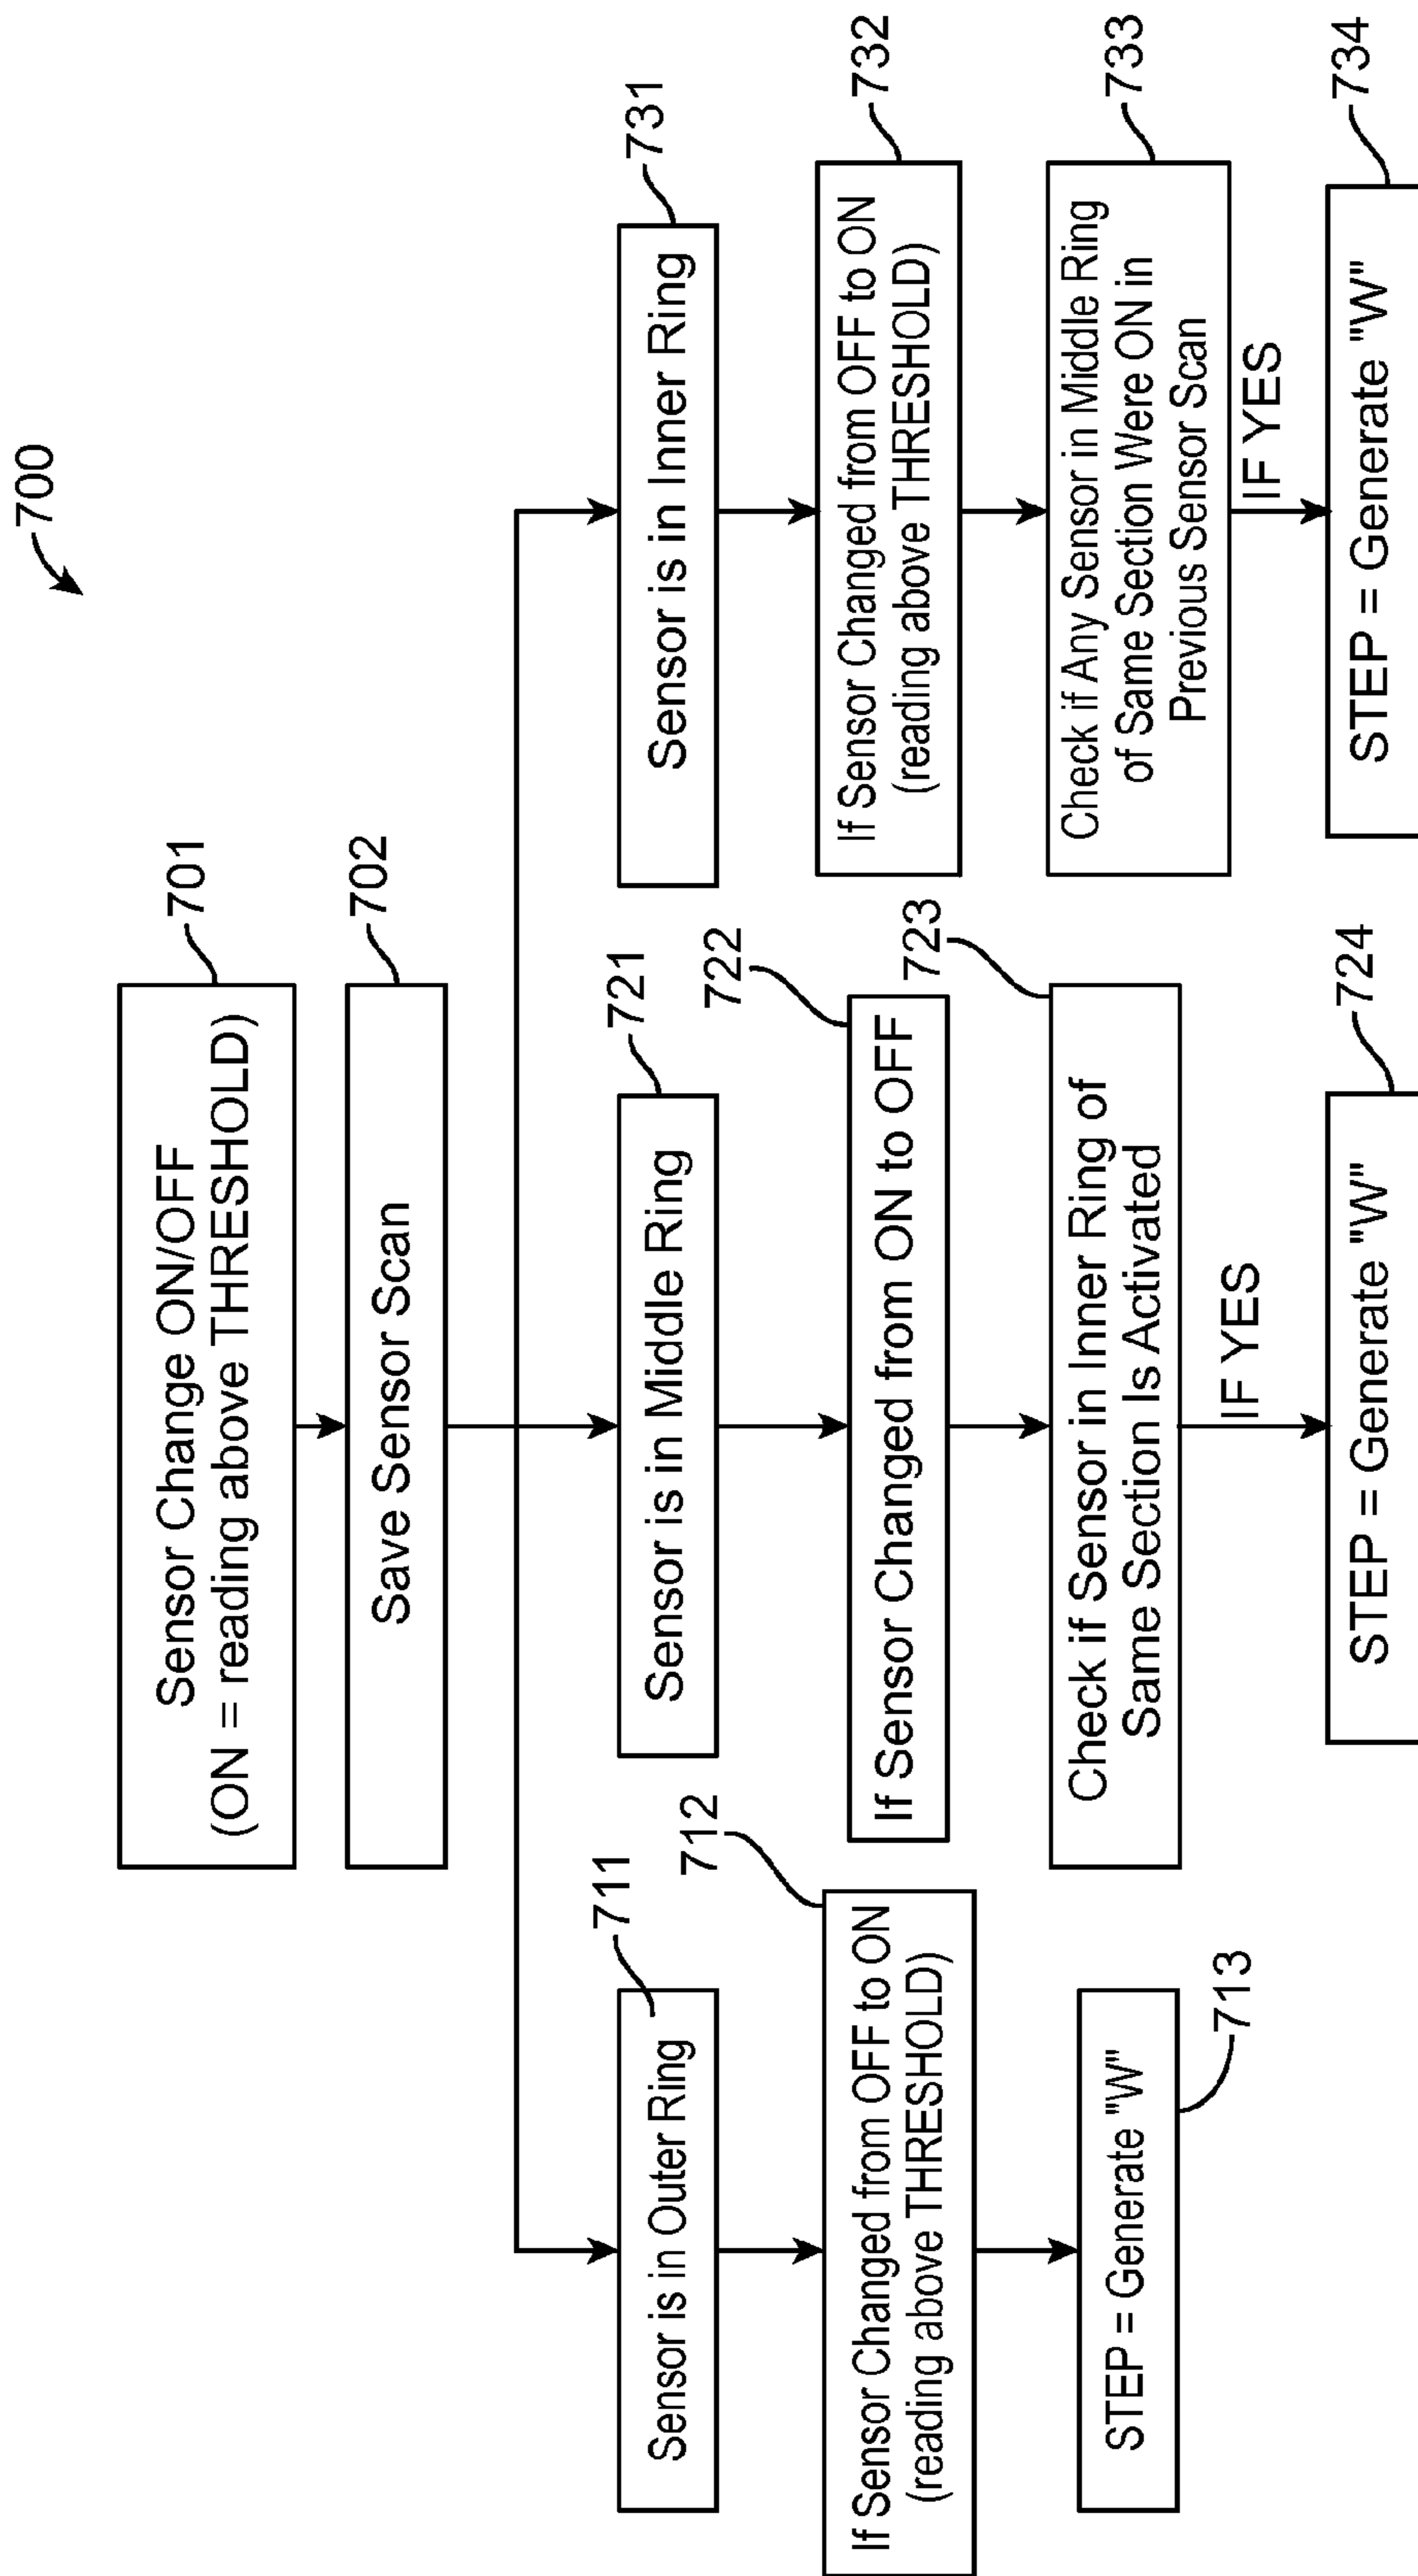 700
701
Sensor Change ON/OFF
(ON = reading above THRESHOLD)
702
Save Sensor Scan
711
Sensor is in Outer Ring
712
If Sensor Changed from OFF to ON
(reading above THRESHOLD)
STEP = Generate "W"
713
721
Sensor is in Middle Ring
722
If Sensor Changed from ON to OFF
723
Check if Sensor in Inner Ring of
Same Section Is Activated
IF YES
724
STEP = Generate "W"
731
Sensor is in Inner Ring
732
If Sensor Changed from OFF to ON
(reading above THRESHOLD)
733
Check if Any Sensor in Middle Ring
of Same Section Were ON in
Previous Sensor Scan
IF YES
734
STEP = Generate "W"